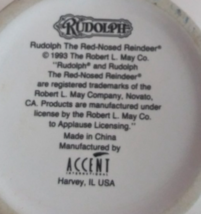 RUDOLPH
Rudolph The Red-Nosed Reindeer®
© 1993 The Robert L. May Co.
"Rudolph" and Rudolph
The Red-Nosed Reindeer®
are registered trademarks of the
Robert L. May Company, Novato,
CA. Products are manufactured under
license by the Robert L. May Co.
to Applause Licensing.™
Made in China
Manufactured by
ACCENT
INTERNATIONAL
Harvey, IL USA